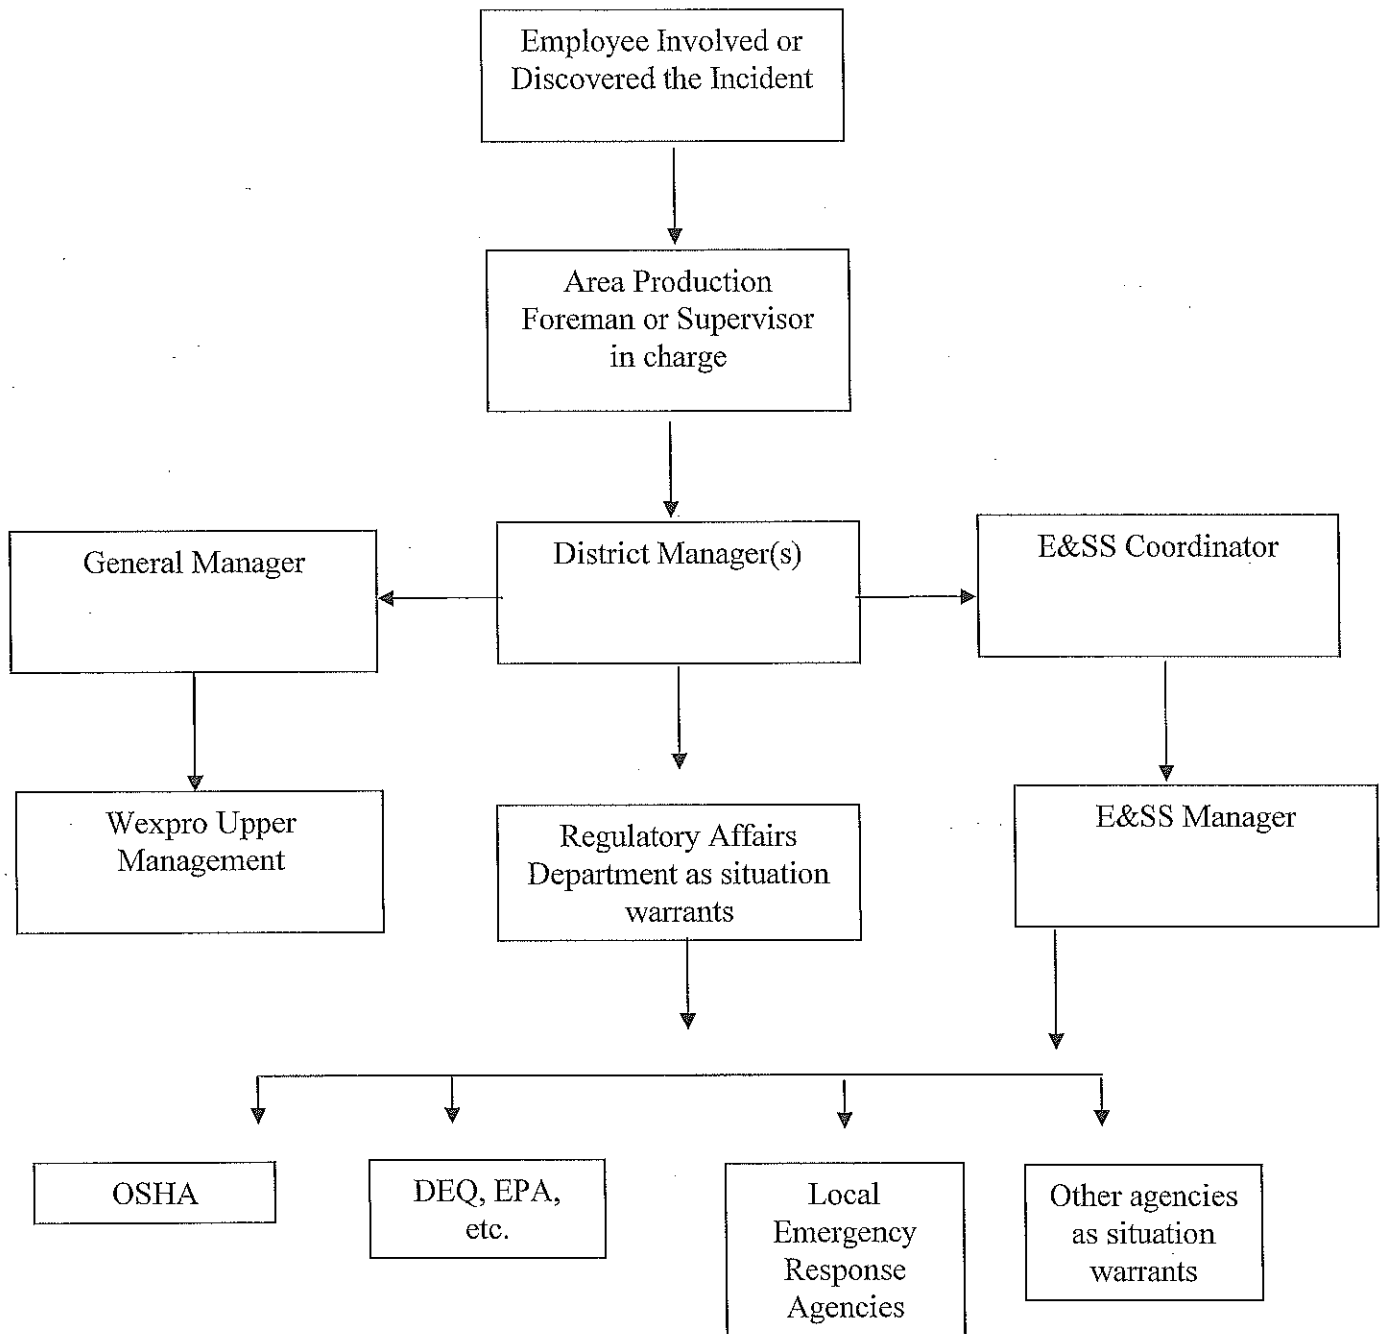 Employee Involved or
Discovered the Incident
Area Production
Foreman or Supervisor
in charge
General Manager
District Manager(s)
E&SS Coordinator
Wexpro Upper
Management
Regulatory Affairs
Department as situation
warrants
E&SS Manager
OSHA
DEQ, EPA,
etc.
Local
Emergency
Response
Agencies
Other agencies
as situation
warrants